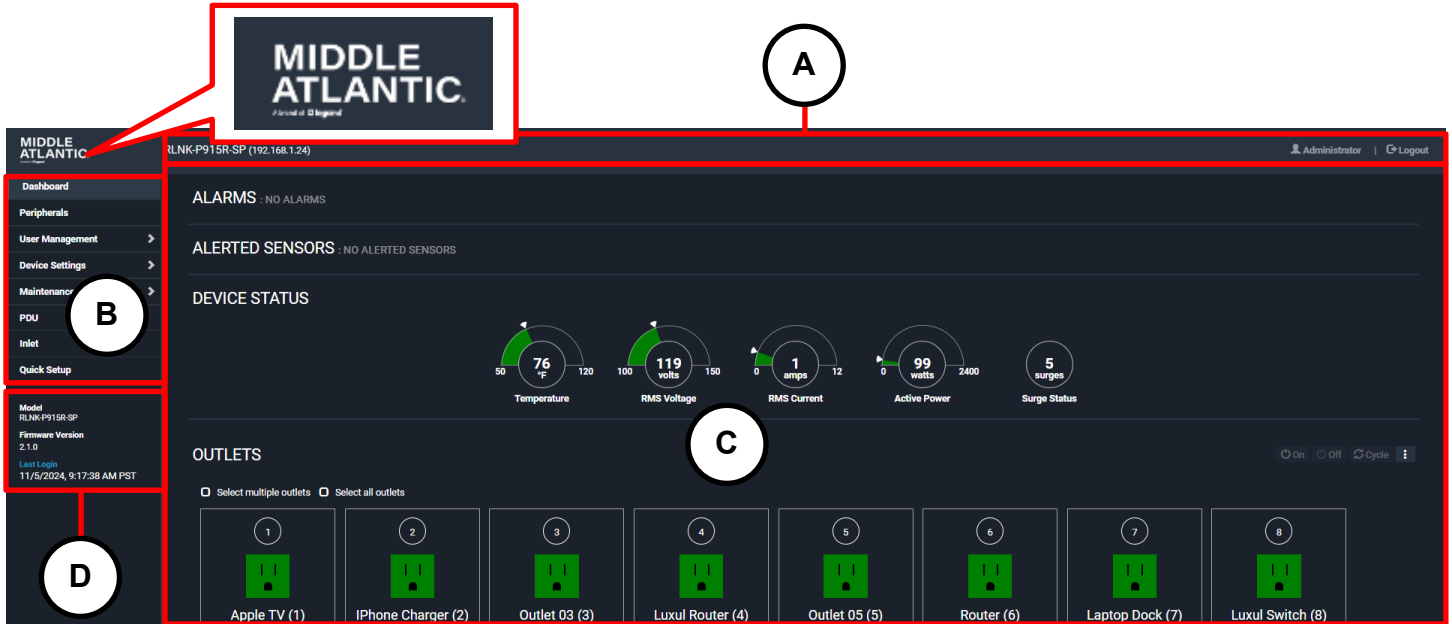 MIDDLE
ATLANTIC.
A brand of legrand
A
MIDDLE
ATLANTIC
RLNK-P915R-SP (192.168.1.24)
Administrator | Logout
Dashboard
Peripherals
User Management
Device Settings
Maintenance
PDU
Inlet
Quick Setup
B
Model
RLNK-P915R-SP
Firmware Version
2.1.0
Last Login
11/5/2024, 9:17:38 AM PST
D
ALARMS : NO ALARMS
ALERTED SENSORS : NO ALERTED SENSORS
DEVICE STATUS
50 76 °F 120
Temperature
100 119 volts 150
RMS Voltage
0 1 amps 12
RMS Current
0 99 watts 2400
Active Power
5 surges
Surge Status
C
OUTLETS
On Off Cycle
Select multiple outlets Select all outlets
1 2 3 4 5 6 7 8
Apple TV (1) IPhone Charger (2) Outlet 03 (3) Luxul Router (4) Outlet 05 (5) Router (6) Laptop Dock (7) Luxul Switch (8)